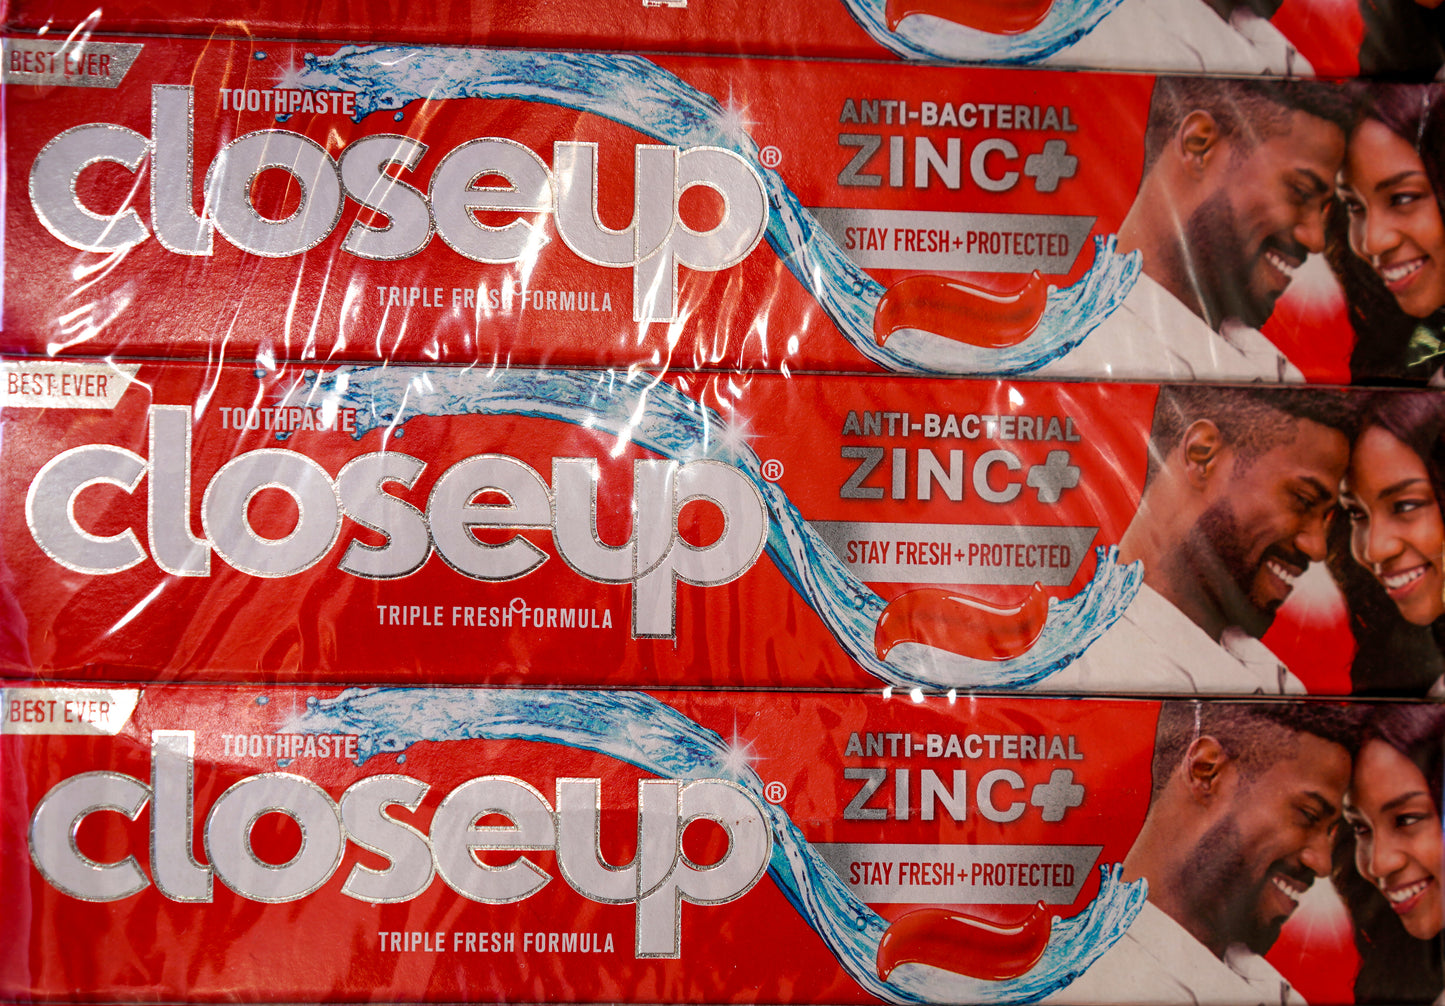 BEST EVER
TOOTHPASTE
closeup®
TRIPLE FRESH FORMULA
ANTI-BACTERIAL
ZINC+
STAY FRESH+PROTECTED
BEST EVER
TOOTHPASTE
closeup®
TRIPLE FRESH FORMULA
ANTI-BACTERIAL
ZINC+
STAY FRESH+PROTECTED
BEST EVER
TOOTHPASTE
closeup®
TRIPLE FRESH FORMULA
ANTI-BACTERIAL
ZINC+
STAY FRESH+PROTECTED